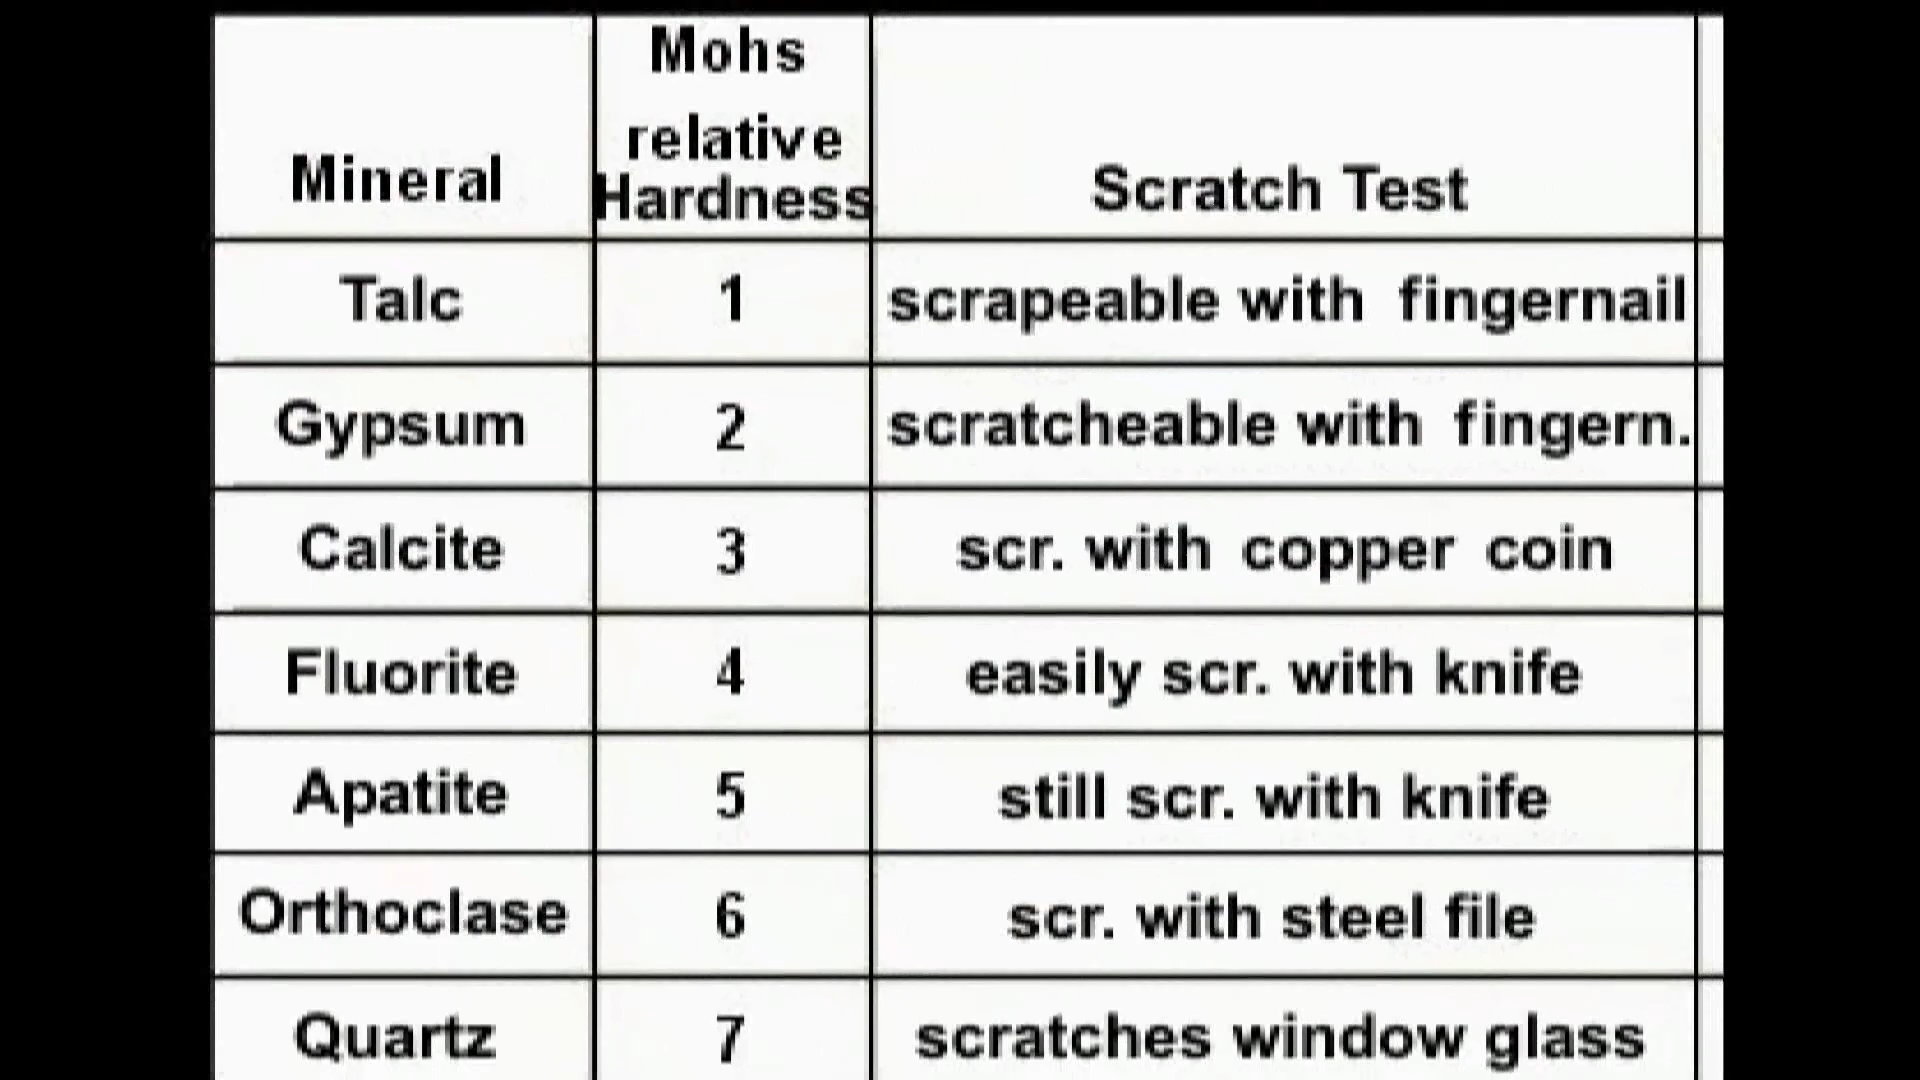 Mineral Mohs relative Hardness Scratch Test
Talc 1 scrapeable with fingernail
Gypsum 2 scratcheable with fingern.
Calcite 3 scr. with copper coin
Fluorite 4 easily scr. with knife
Apatite 5 still scr. with knife
Orthoclase 6 scr. with steel file
Quartz 7 scratches window glass